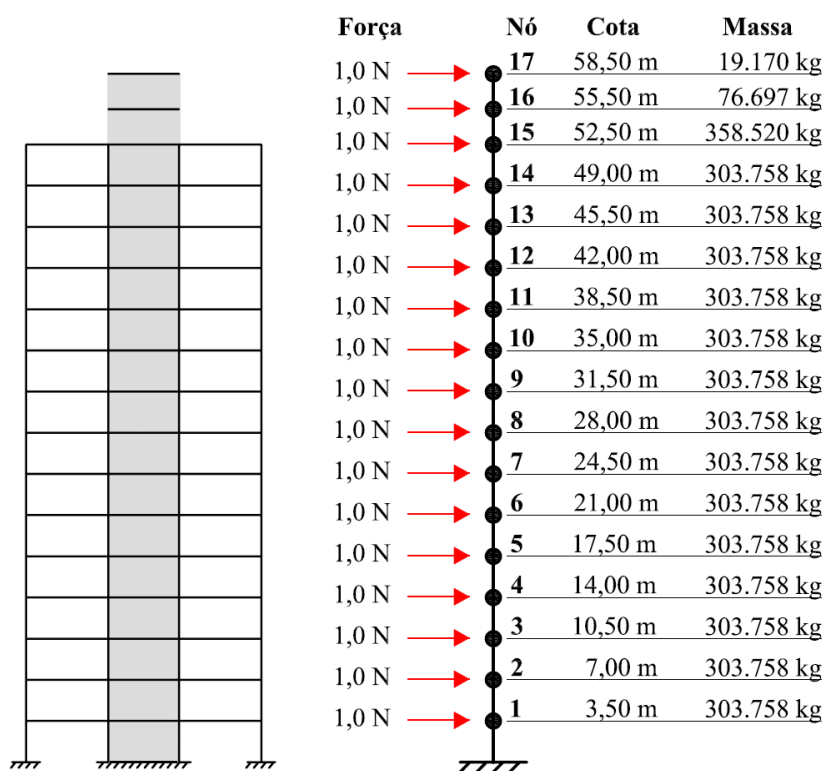 Força Nó Cota Massa
1,0 N 17 58,50 m 19.170 kg
1,0 N 16 55,50 m 76.697 kg
1,0 N 15 52,50 m 358.520 kg
1,0 N 14 49,00 m 303.758 kg
1,0 N 13 45,50 m 303.758 kg
1,0 N 12 42,00 m 303.758 kg
1,0 N 11 38,50 m 303.758 kg
1,0 N 10 35,00 m 303.758 kg
1,0 N 9 31,50 m 303.758 kg
1,0 N 8 28,00 m 303.758 kg
1,0 N 7 24,50 m 303.758 kg
1,0 N 6 21,00 m 303.758 kg
1,0 N 5 17,50 m 303.758 kg
1,0 N 4 14,00 m 303.758 kg
1,0 N 3 10,50 m 303.758 kg
1,0 N 2 7,00 m 303.758 kg
1,0 N 1 3,50 m 303.758 kg